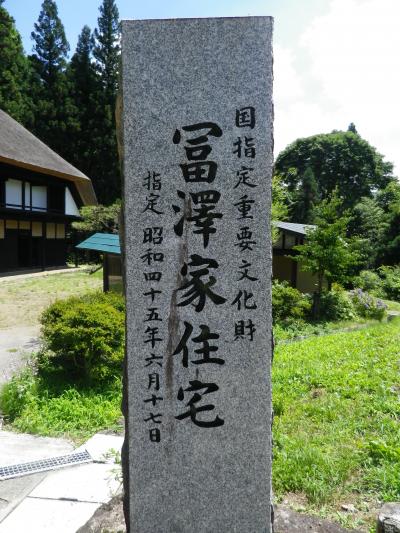 国指定重要文化財
冨澤家住宅
指定 昭和四十五年六月十七日